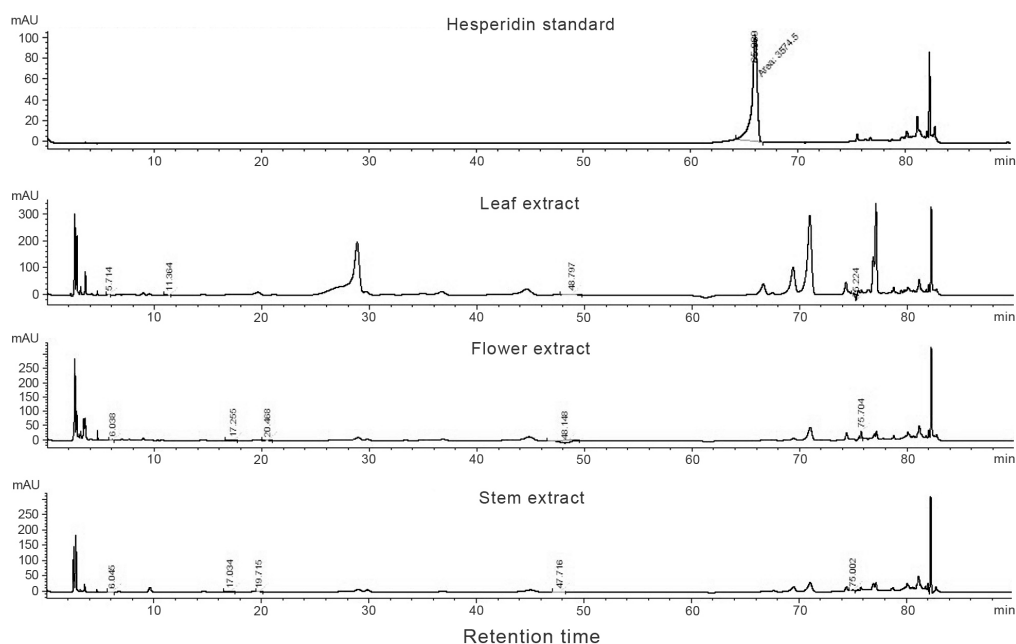 mAU
Hesperidin standard
100
80
60
40
20
0
Area: 3574.5
10 20 30 40 50 60 70 80 min
mAU
Leaf extract
300
200
100
0
5.714
11.364
48.797
10 20 30 40 50 60 70 80 min
mAU
Flower extract
250
200
150
100
50
0
6.038
17.255
20.468
48.148
75.704
10 20 30 40 50 60 70 80 min
mAU
Stem extract
250
200
150
100
50
0
6.045
17.034
19.715
47.716
75.002
10 20 30 40 50 60 70 80 min
Retention time